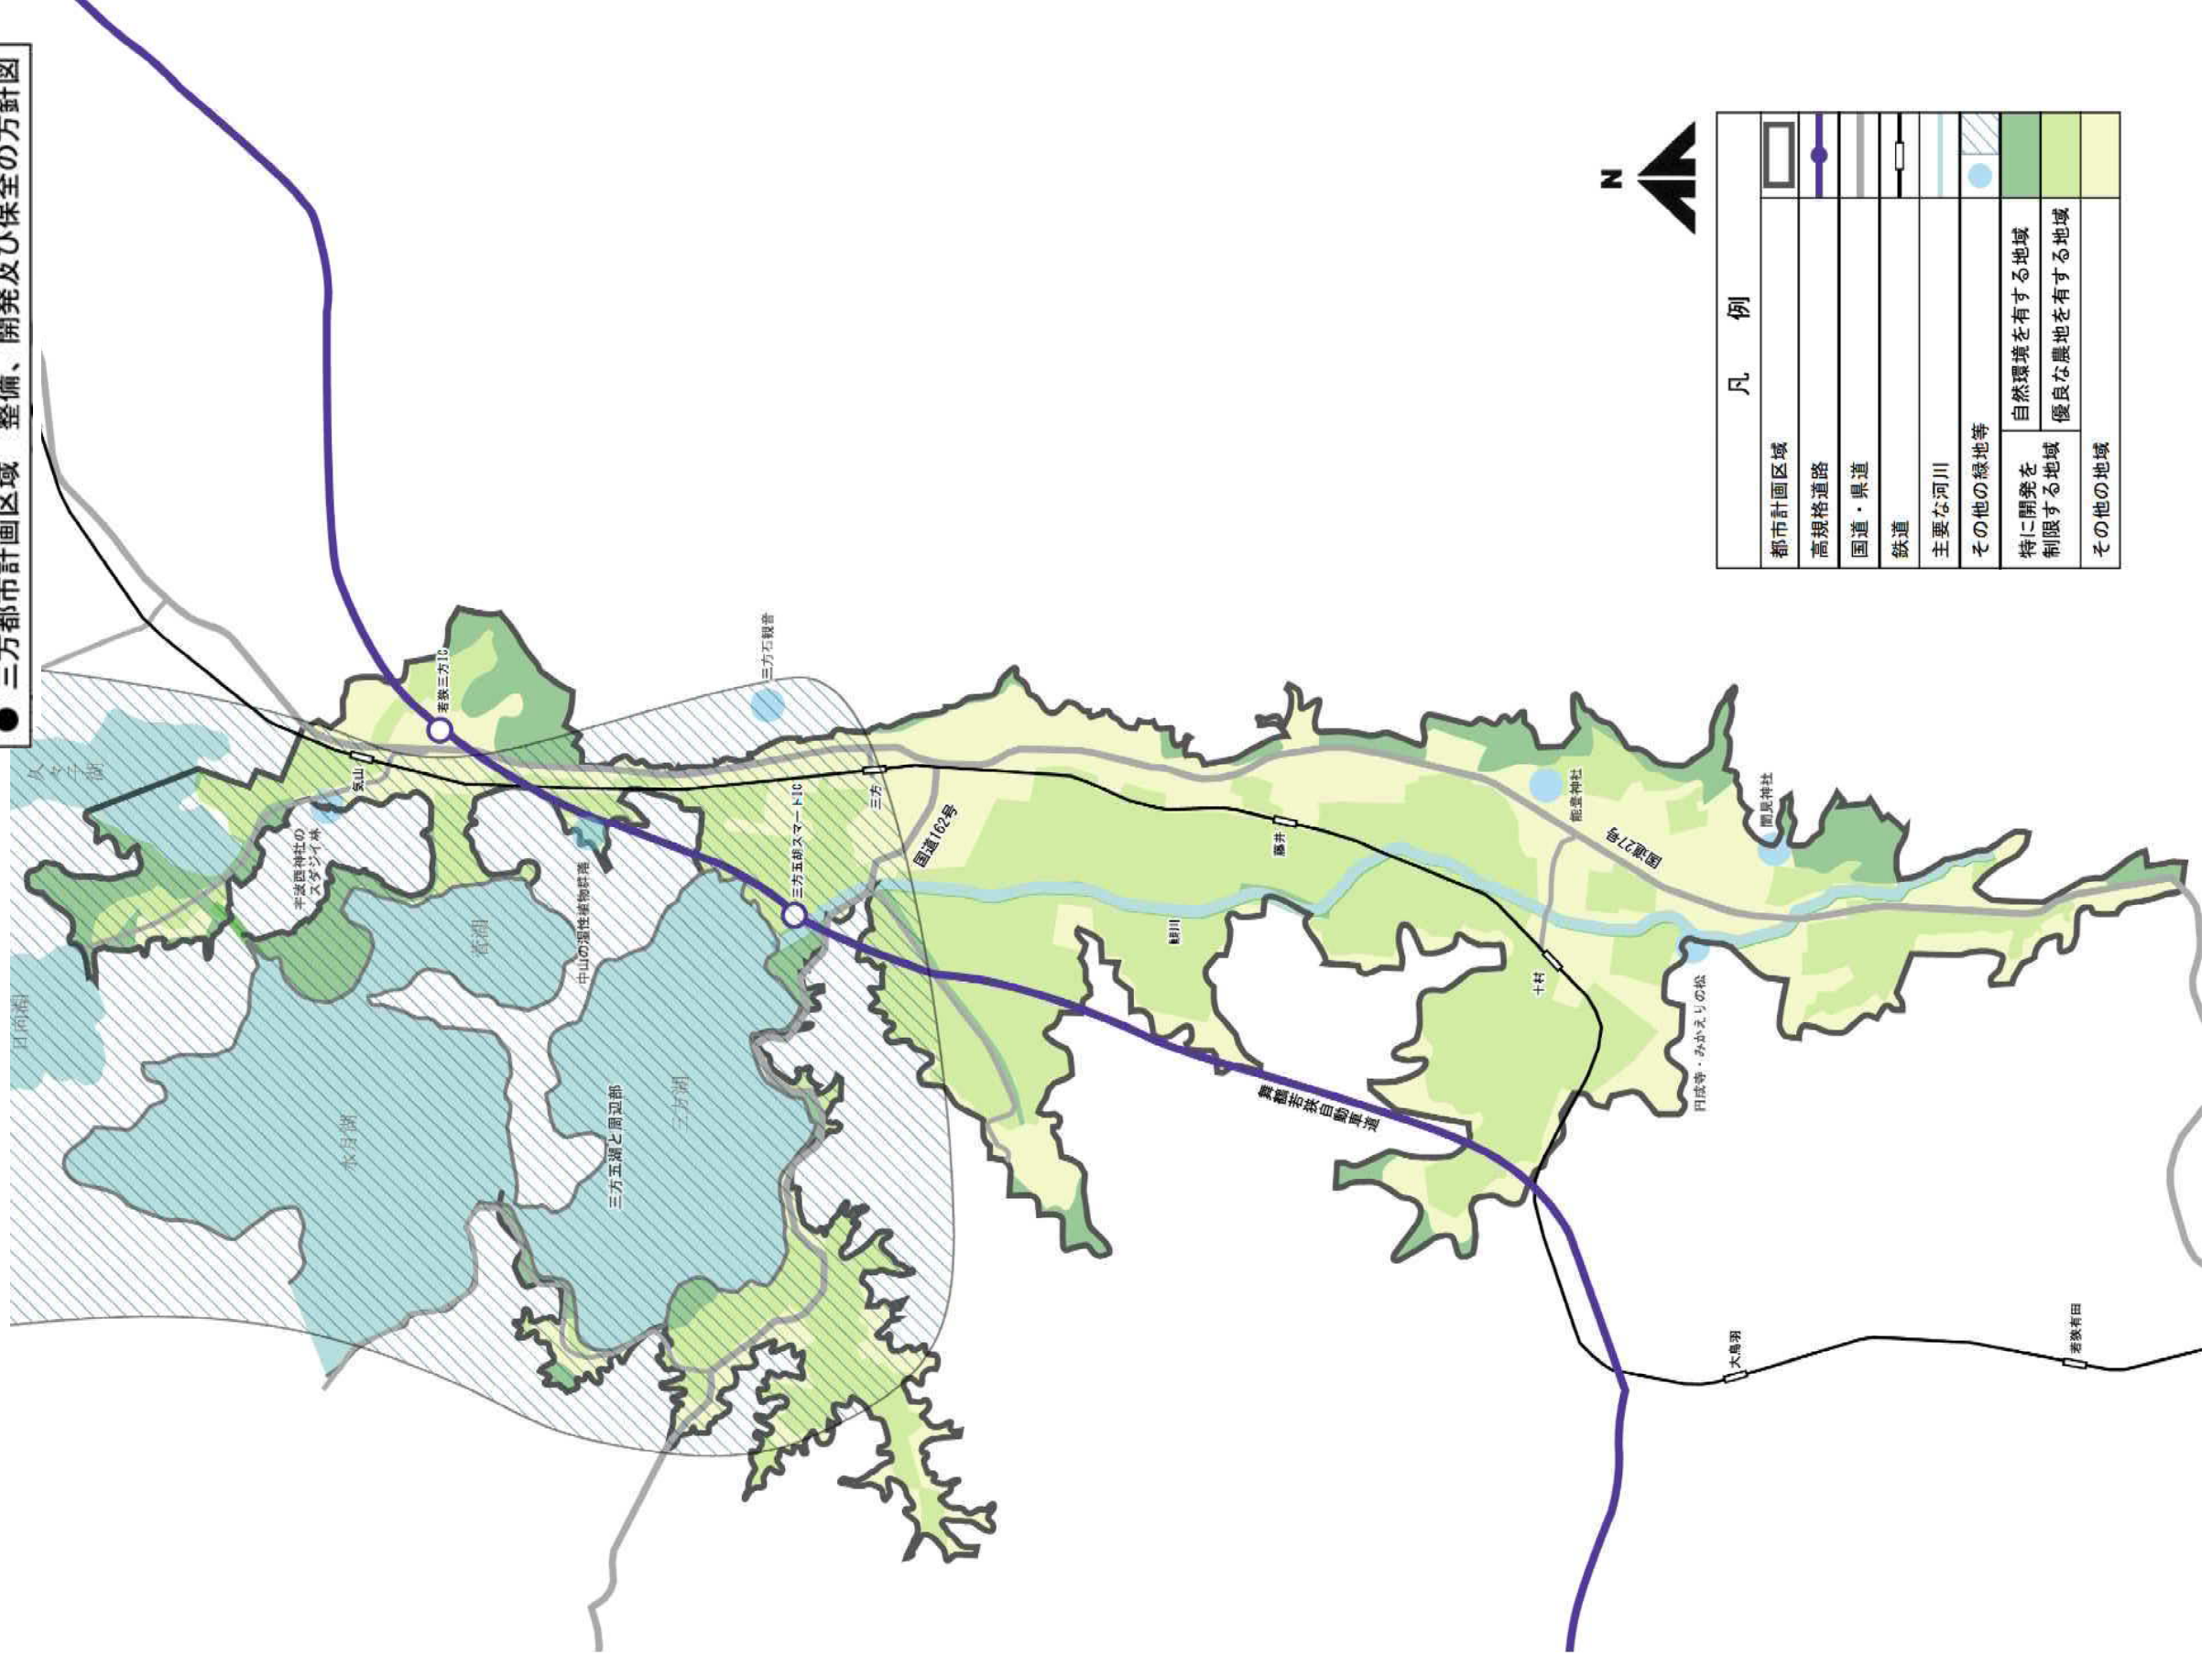 ● 三方都市計画区域 整備、開発及び保全の方針図
N
凡 例
都市計画区域
高規格道路
国道・県道
鉄道
主要な河川
その他の緑地等
特に開発を
制限する地域
自然環境を有する地域
優良な農地を有する地域
その他の地域
久々子湖
日向湖
気山
若狭三方IC
宇波西神社の
スダジイ林
菅湖
中山の湿性植物群落
水月湖
三方五湖と周辺部
三方湖
三方石観音
三方五湖スマートIC
三方
国道162号
鰣川
藤井
舞鶴若狭自動車道
十村
能登神社
国道27号
闇見神社
円成寺・みかえりの松
大鳥羽
若狭有田